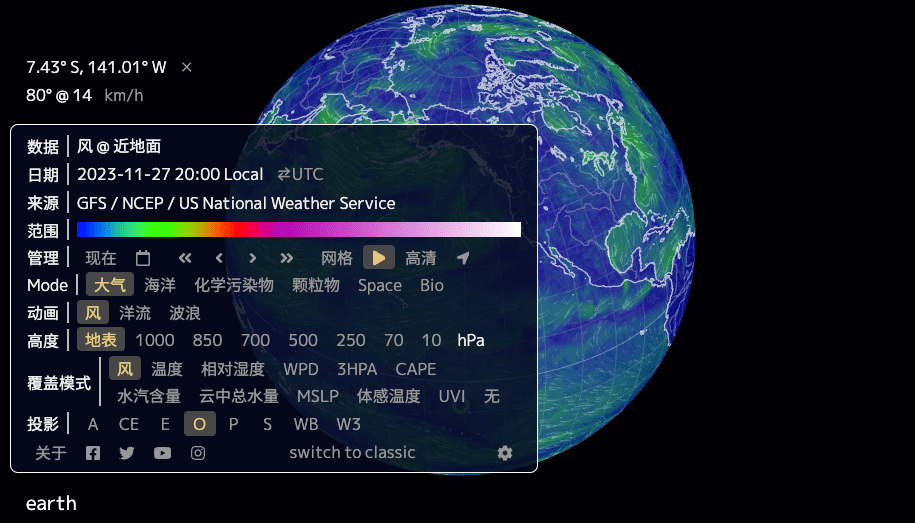 7.43° S, 141.01° W ×
80° @ 14 km/h
数据 风 @ 近地面
日期 2023-11-27 20:00 Local ⇄UTC
来源 GFS / NCEP / US National Weather Service
范围
管理 现在 网格 高清
Mode 大气 海洋 化学污染物 颗粒物 Space Bio
动画 风 洋流 波浪
高度 地表 1000 850 700 500 250 70 10 hPa
覆盖模式 风 温度 相对湿度 WPD 3HPA CAPE
水汽含量 云中总水量 MSLP 体感温度 UVI 无
投影 A CE E O P S WB W3
关于 switch to classic
earth